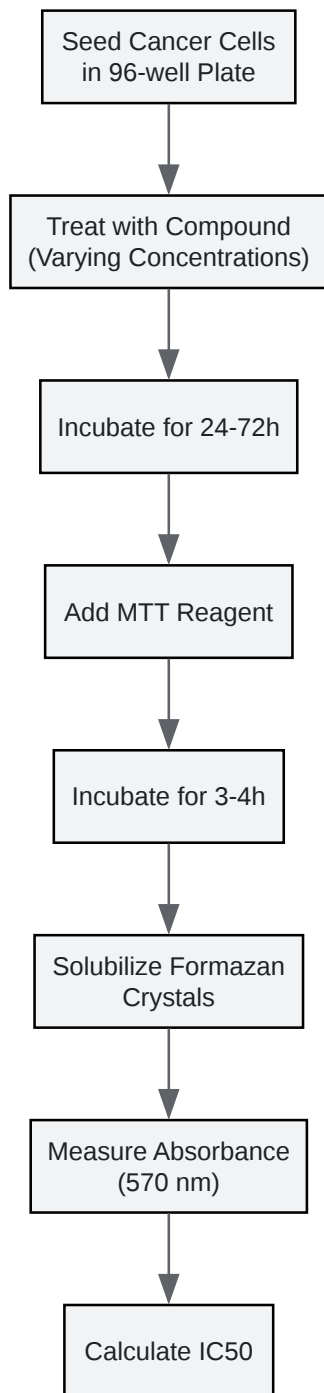 Seed Cancer Cells
in 96-well Plate
Treat with Compound
(Varying Concentrations)
Incubate for 24-72h
Add MTT Reagent
Incubate for 3-4h
Solubilize Formazan
Crystals
Measure Absorbance
(570 nm)
Calculate IC50